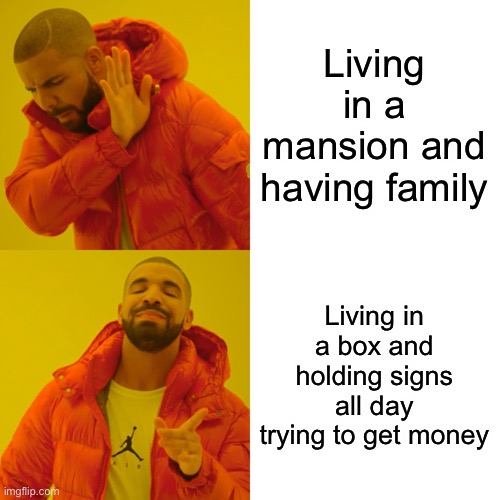 Living
in a
mansion and
having family
Living in
a box and
holding signs
all day
trying to get money
imgflip.com